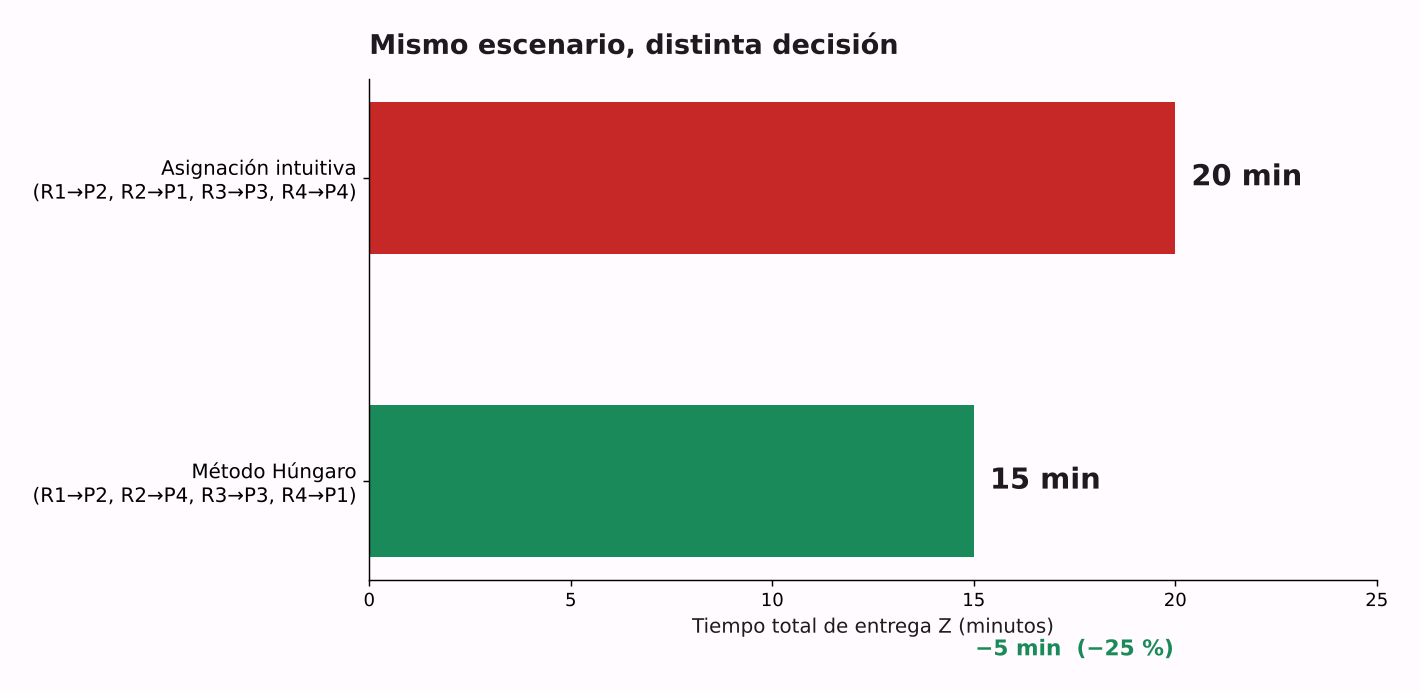 Mismo escenario, distinta decisión
Asignación intuitiva
(R1→P2, R2→P1, R3→P3, R4→P4)
20 min
Método Húngaro
(R1→P2, R2→P4, R3→P3, R4→P1)
15 min
0 5 10 15 20 25
Tiempo total de entrega Z (minutos)
−5 min (−25 %)